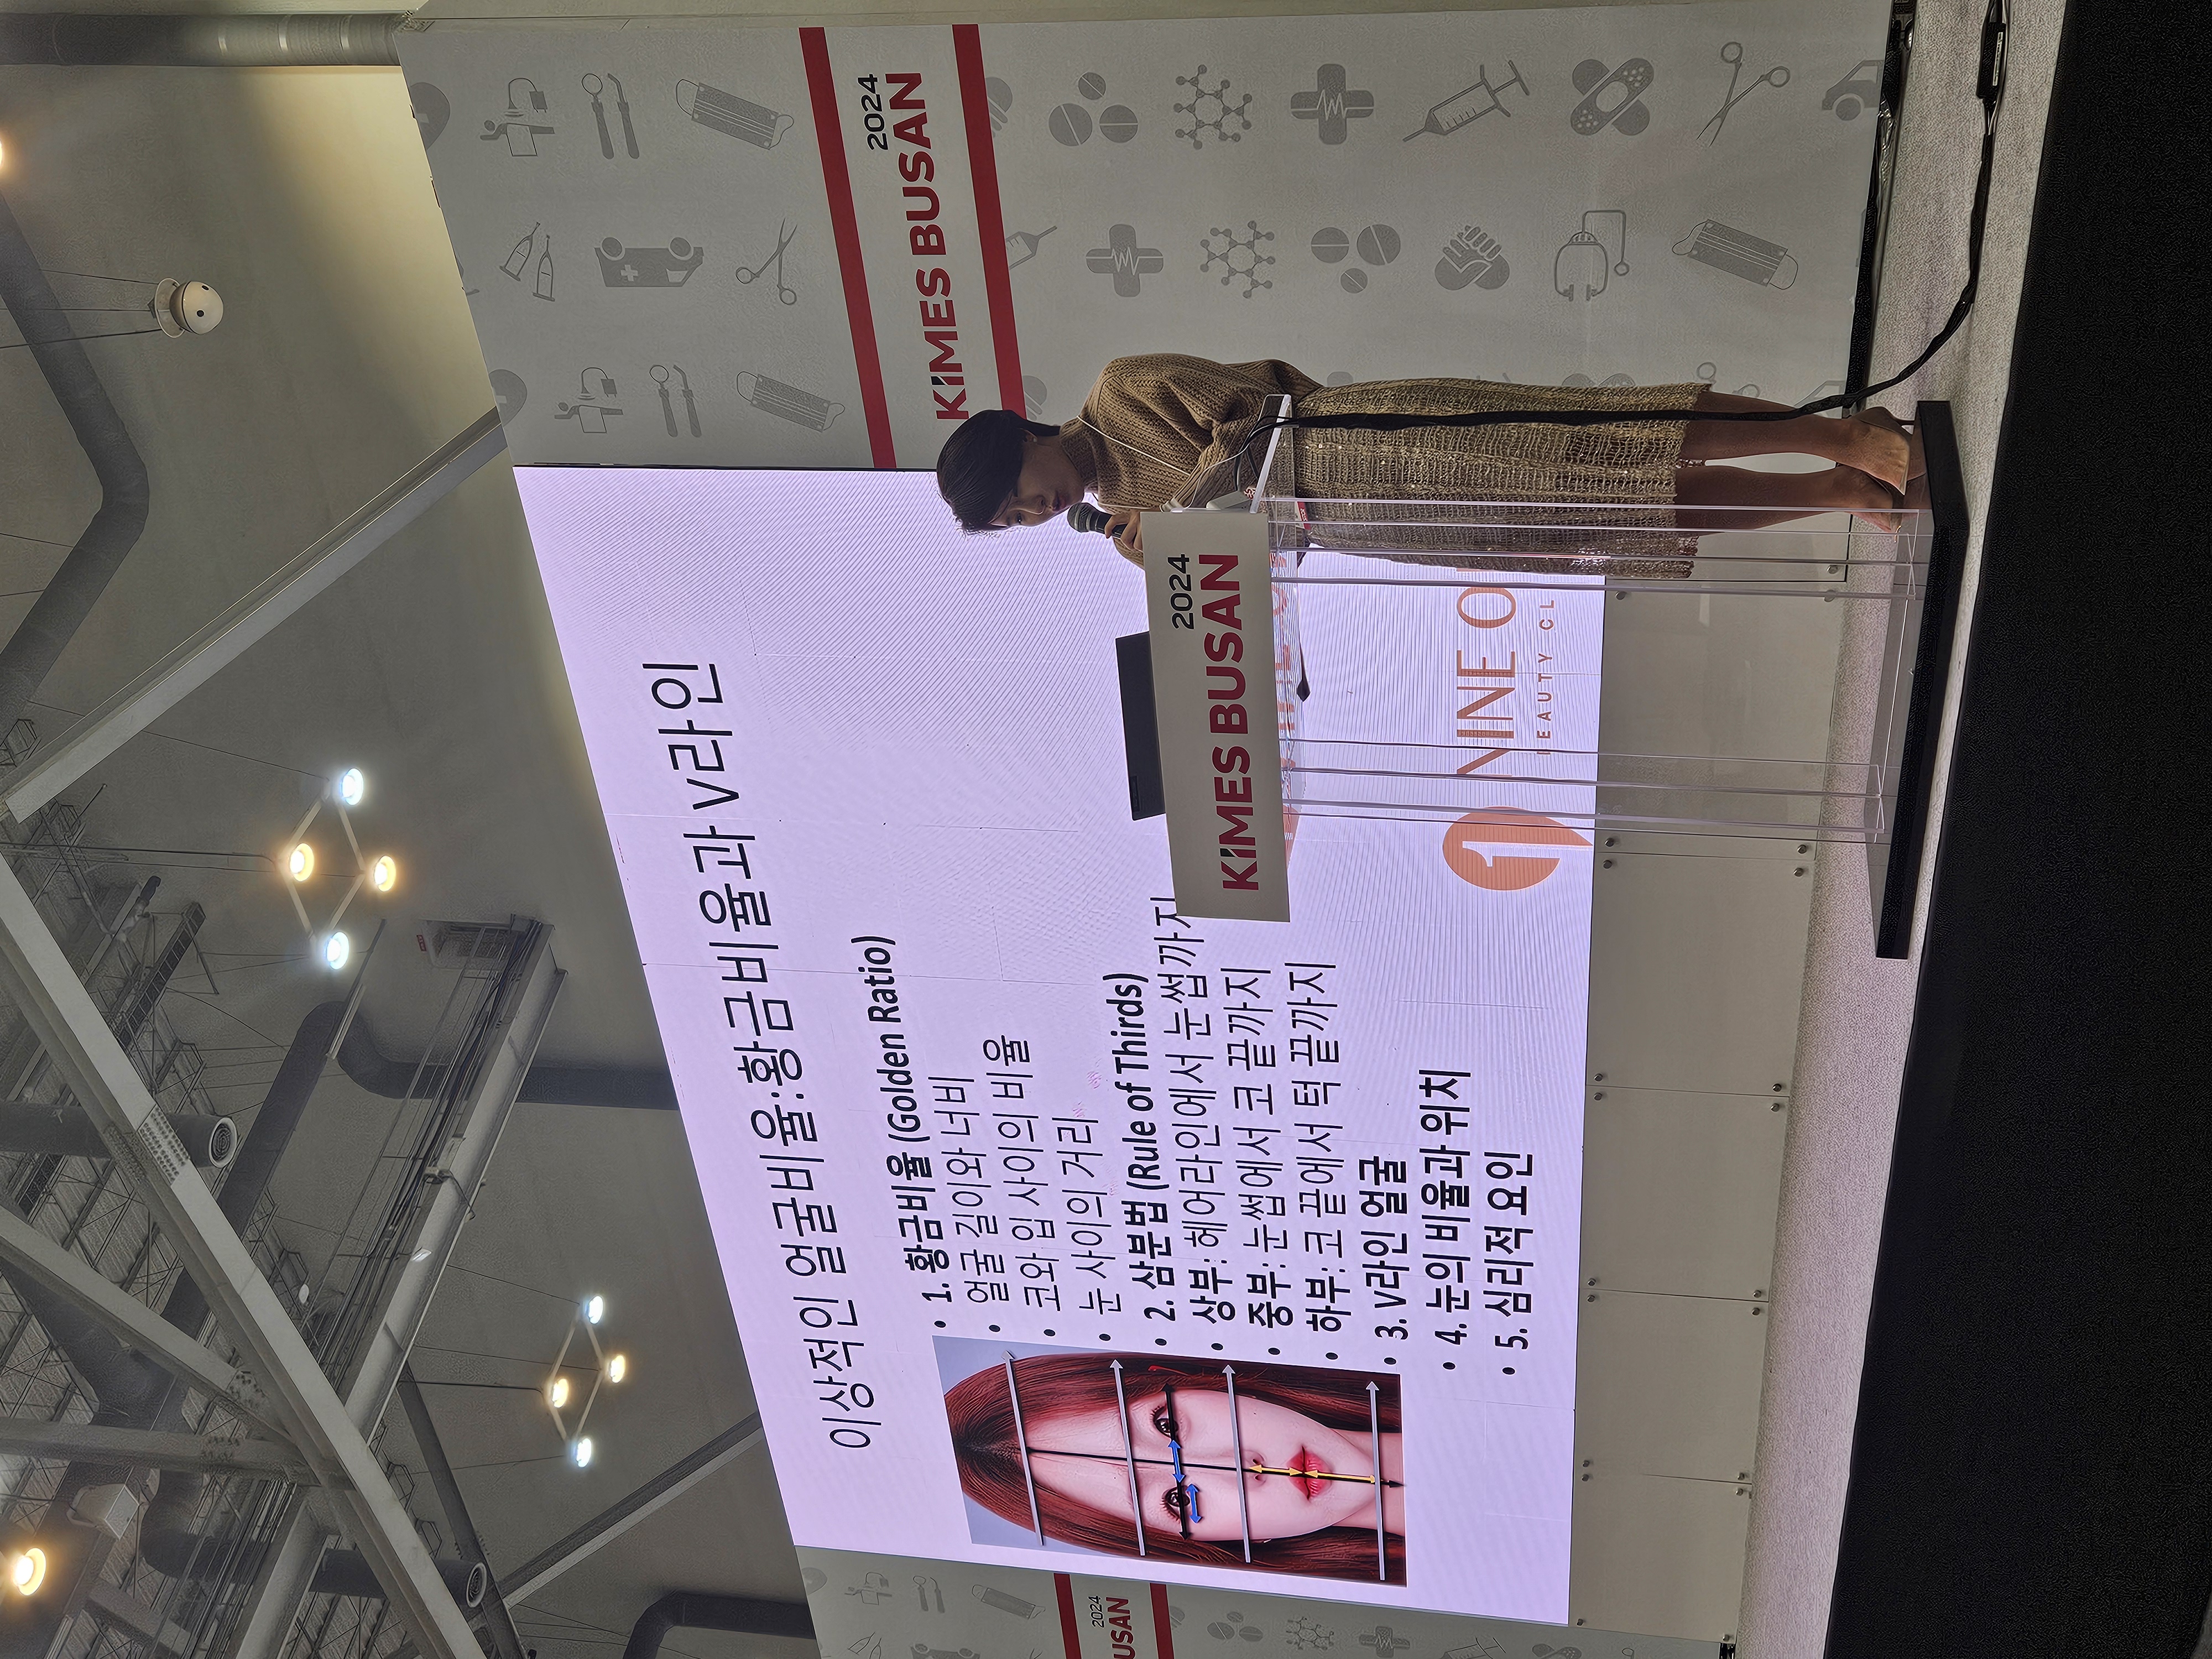 이상적인 얼굴비율:황금비율과 V라인
1. 황금비율 (Golden Ratio)
얼굴 길이와 너비
코와 입 사이의 비율
눈 사이의 거리
2. 삼분법 (Rule of Thirds)
상부: 헤어라인에서 눈썹까지
중부: 눈썹에서 코 끝까지
하부: 코 끝에서 턱 끝까지
3. V라인 얼굴
4. 눈의 비율과 위치
5. 심리적 요인
1 NINE
BEAUTY
2024
KIMES BUSAN
2024
KIMES BUSAN
2024
BUSAN